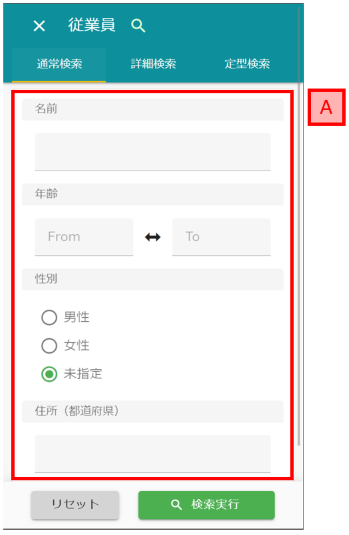 従業員
通常検索 詳細検索 定型検索
A
名前
年齢
From To
性別
男性
女性
未指定
住所（都道府県）
リセット 検索実行